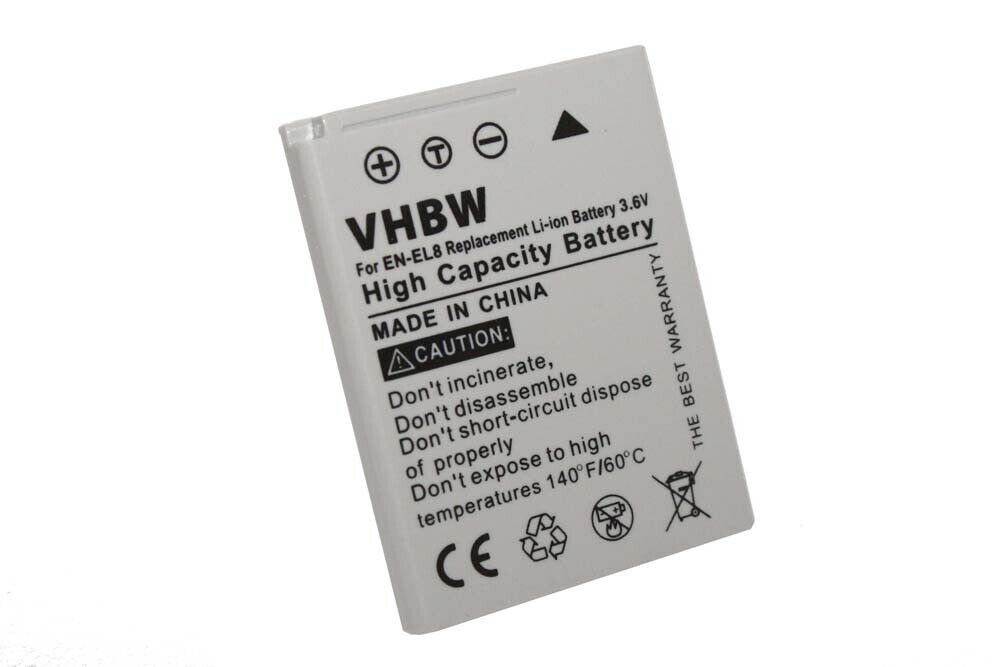 + T −
VHBW
For EN-EL8 Replacement Li-ion Battery 3.6V
High Capacity Battery
MADE IN CHINA
CAUTION:
Don't incinerate,
Don't disassemble
Don't short-circuit dispose
of properly
Don't expose to high
temperatures 140°F/60°C
THE BEST WARRANTY
CE